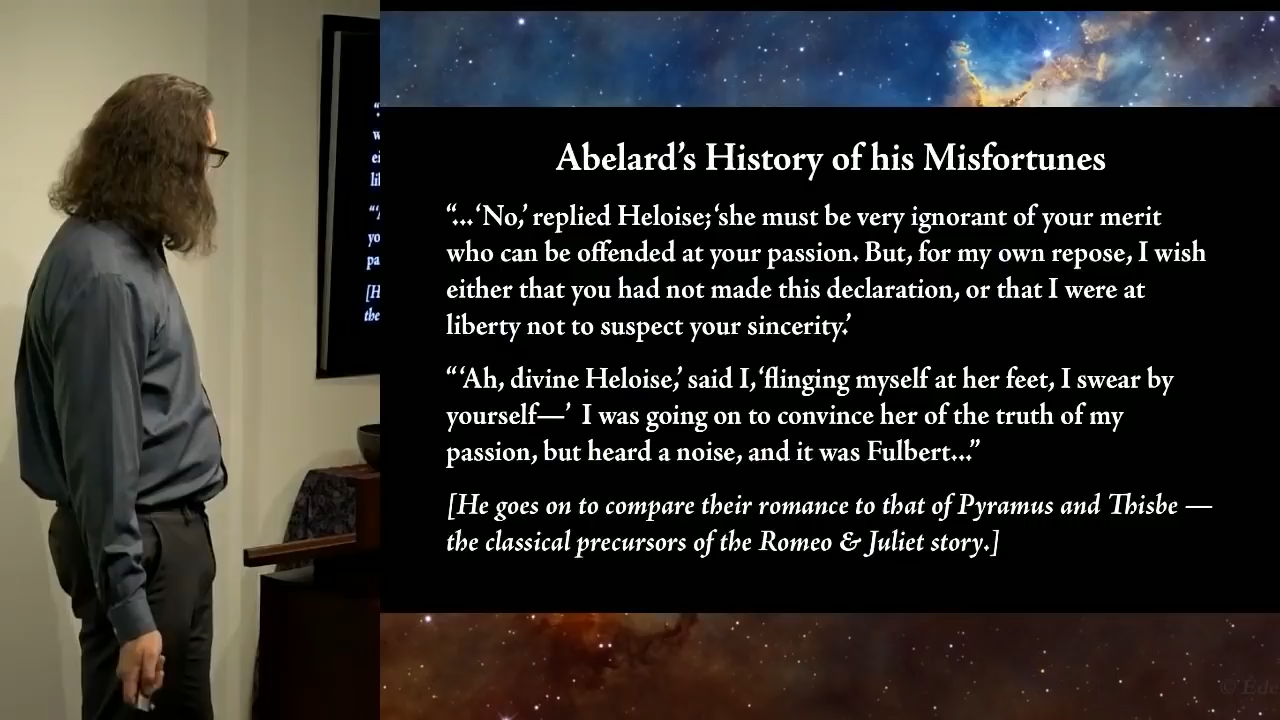 Abelard’s History of his Misfortunes
“...‘No,’ replied Heloise; ‘she must be very ignorant of your merit
who can be offended at your passion. But, for my own repose, I wish
either that you had not made this declaration, or that I were at
liberty not to suspect your sincerity.’
“‘Ah, divine Heloise,’ said I, ‘flinging myself at her feet, I swear by
yourself—’ I was going on to convince her of the truth of my
passion, but heard a noise, and it was Fulbert...”
[He goes on to compare their romance to that of Pyramus and Thisbe —
the classical precursors of the Romeo & Juliet story.]